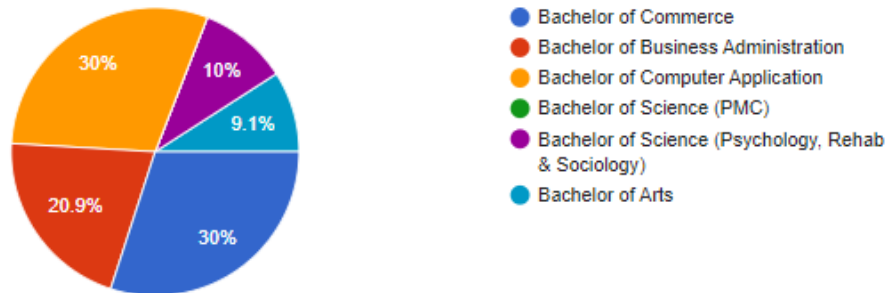 30%
10%
9.1%
20.9%
30%
Bachelor of Commerce
Bachelor of Business Administration
Bachelor of Computer Application
Bachelor of Science (PMC)
Bachelor of Science (Psychology, Rehab
& Sociology)
Bachelor of Arts